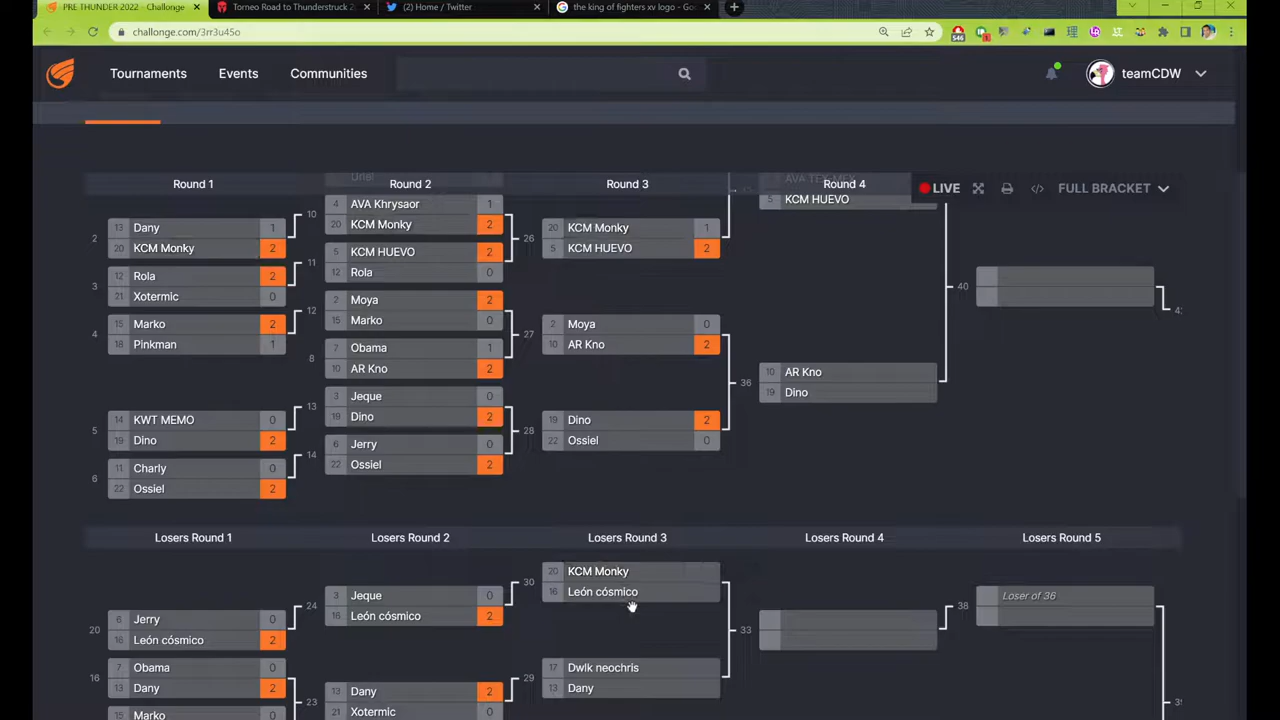 PRE THUNDER 2022 - Challonge
Torneo Road to Thunderstruck 2
(2) Home / Twitter
the king of fighters xv logo - Goo
challonge.com/3rr3u45o
546
1
Tournaments
Events
Communities
teamCDW
Round 1
Round 2
Round 3
Round 4
LIVE
FULL BRACKET
2
13 Dany 1
20 KCM Monky 2
3
12 Rola 2
21 Xotermic 0
4
15 Marko 2
18 Pinkman 1
5
14 KWT MEMO 0
19 Dino 2
6
11 Charly 0
22 Ossiel 2
10
4 AVA Khrysaor 1
20 KCM Monky 2
11
5 KCM HUEVO 2
12 Rola 0
12
2 Moya 2
15 Marko 0
8
7 Obama 1
10 AR Kno 2
13
3 Jeque 0
19 Dino 2
14
6 Jerry 0
22 Ossiel 2
26
20 KCM Monky 1
5 KCM HUEVO 2
27
2 Moya 0
10 AR Kno 2
28
19 Dino 2
22 Ossiel 0
5 KCM HUEVO
36
10 AR Kno
19 Dino
40
Losers Round 1
Losers Round 2
Losers Round 3
Losers Round 4
Losers Round 5
20
6 Jerry 0
16 León cósmico 2
16
7 Obama 0
13 Dany 2
15 Marko 0
24
3 Jeque 0
16 León cósmico 2
23
13 Dany 2
21 Xotermic 0
30
20 KCM Monky
16 León cósmico
29
17 Dwlk neochris
13 Dany
33
38
Loser of 36